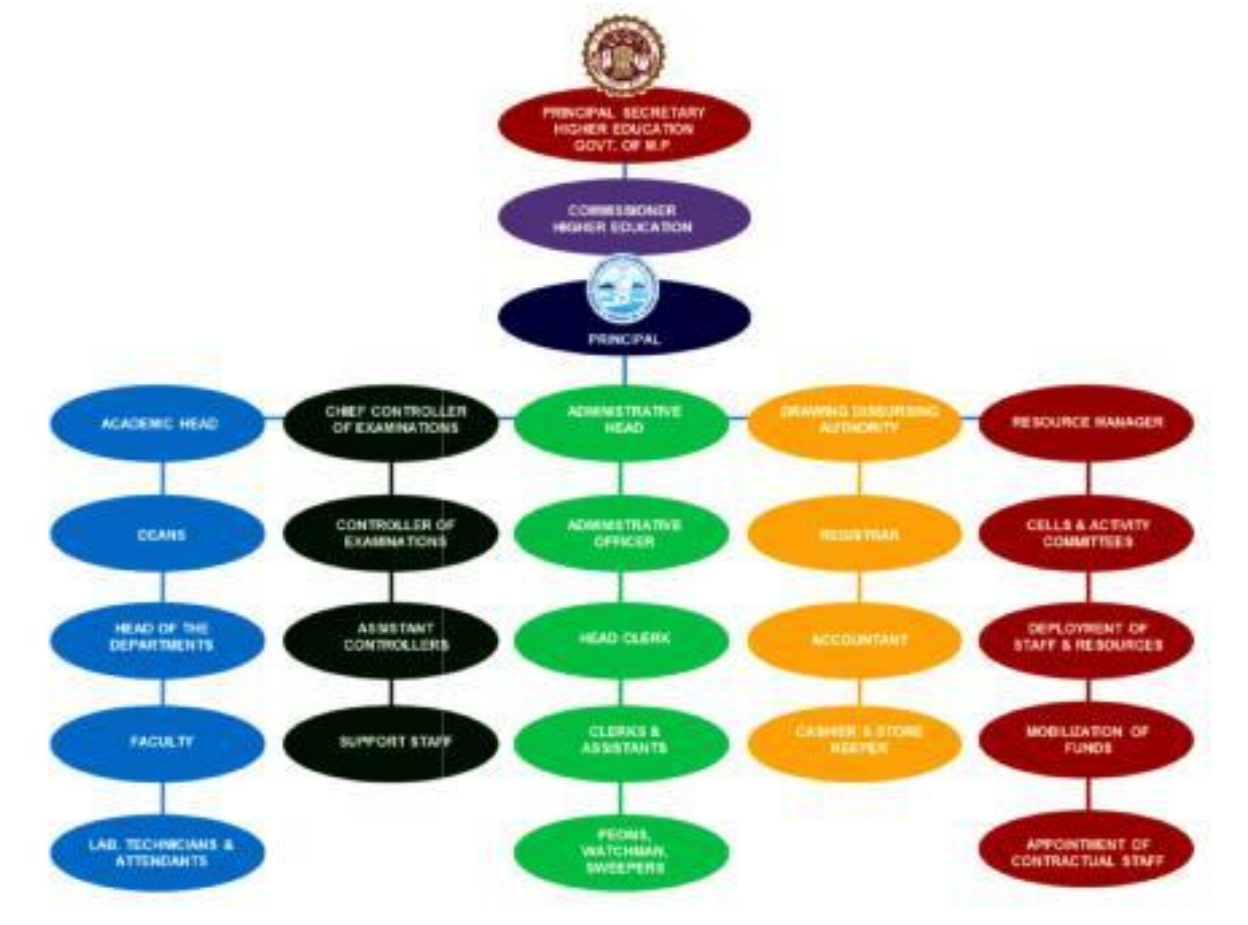 PRINCIPAL SECRETARY
HIGHER EDUCATION
GOVT. OF M.P.
COMMISSIONER
HIGHER EDUCATION
PRINCIPAL
ACADEMIC HEAD
CHIEF CONTROLLER
OF EXAMINATIONS
ADMINISTRATIVE
HEAD
DRAWING DISBURSING
AUTHORITY
RESOURCE MANAGER
DEANS
CONTROLLER OF
EXAMINATIONS
ADMINISTRATIVE
OFFICER
REGISTRAR
CELLS & ACTIVITY
COMMITTEES
HEAD OF THE
DEPARTMENTS
ASSISTANT
CONTROLLERS
HEAD CLERK
ACCOUNTANT
DEPLOYMENT OF
STAFF & RESOURCES
FACULTY
SUPPORT STAFF
CLERKS &
ASSISTANTS
CASHIER & STORE
KEEPER
MOBILIZATION OF
FUNDS
LAB. TECHNICIANS &
ATTENDANTS
PEONS,
WATCHMAN,
SWEEPERS
APPOINTMENT OF
CONTRACTUAL STAFF